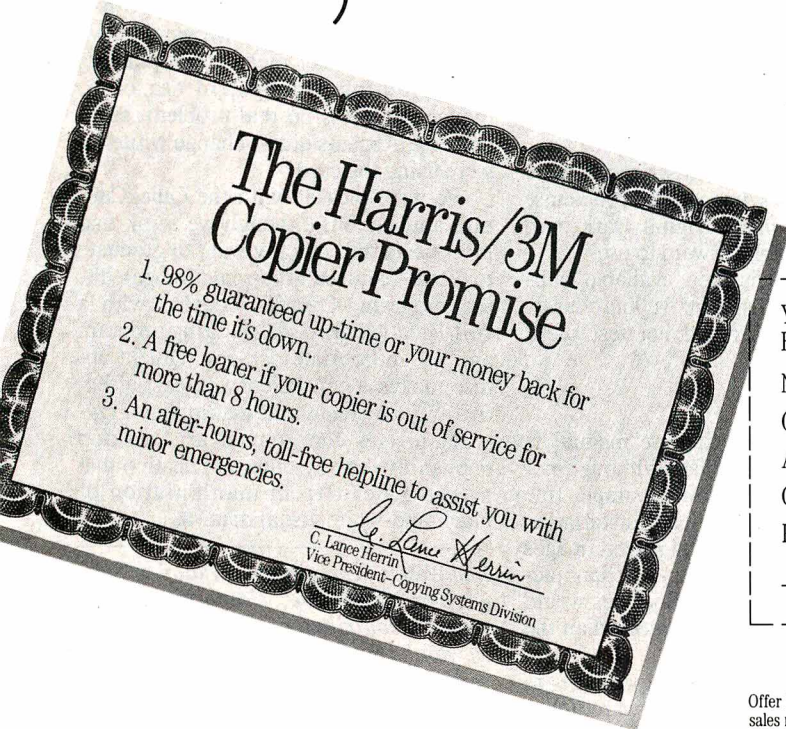 The Harris/3M
Copier Promise
1. 98% guaranteed up-time or your money back for
the time it's down.
2. A free loaner if your copier is out of service for
more than 8 hours.
3. An after-hours, toll-free helpline to assist you with
minor emergencies.
C. Lance Herrin
C. Lance Herrin
Vice President–Copying Systems Division
Offer
sales